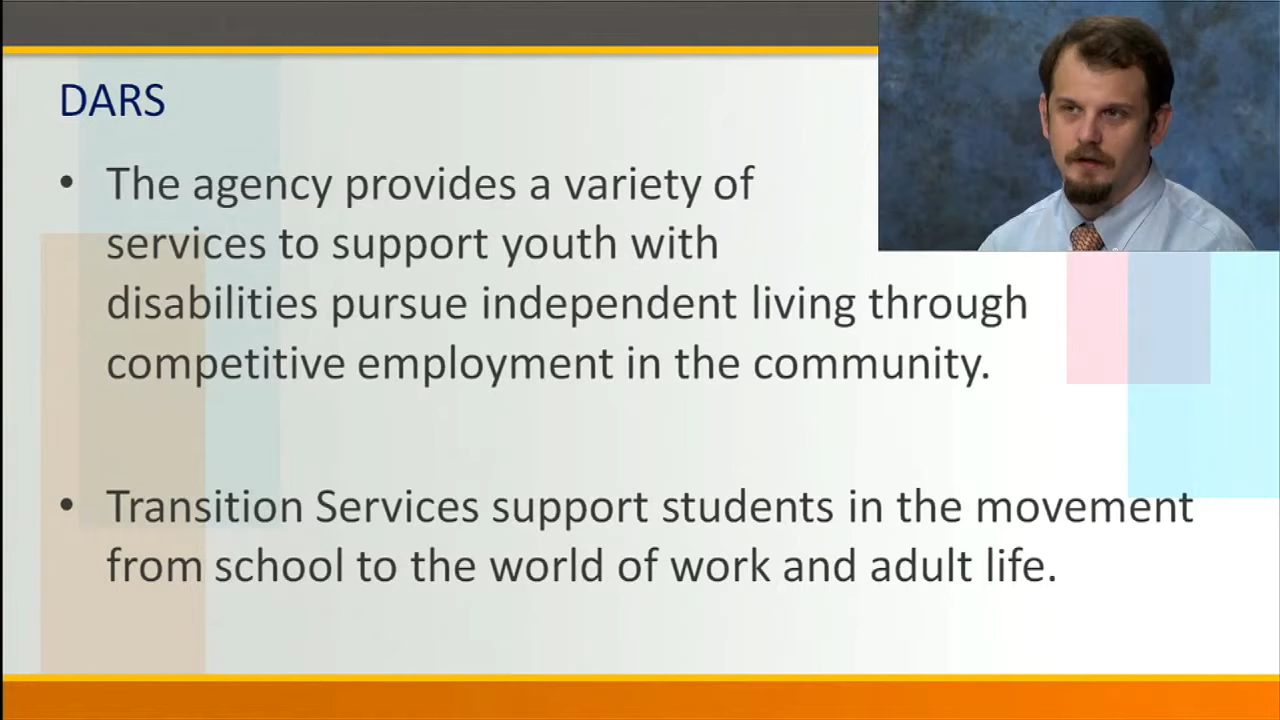 DARS
• The agency provides a variety of
services to support youth with
disabilities pursue independent living through
competitive employment in the community.
• Transition Services support students in the movement
from school to the world of work and adult life.